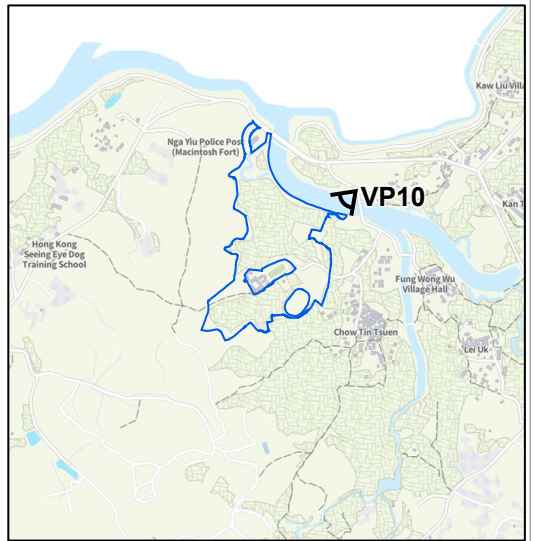 Kaw Liu Villa
Nga Yiu Police Post
(Macintosh Fort)
VP10
Kan T
Hong Kong
Seeing Eye Dog
Training School
Fung Wong Wu
Village Hall
Chow Tin Tsuen
Lei Uk